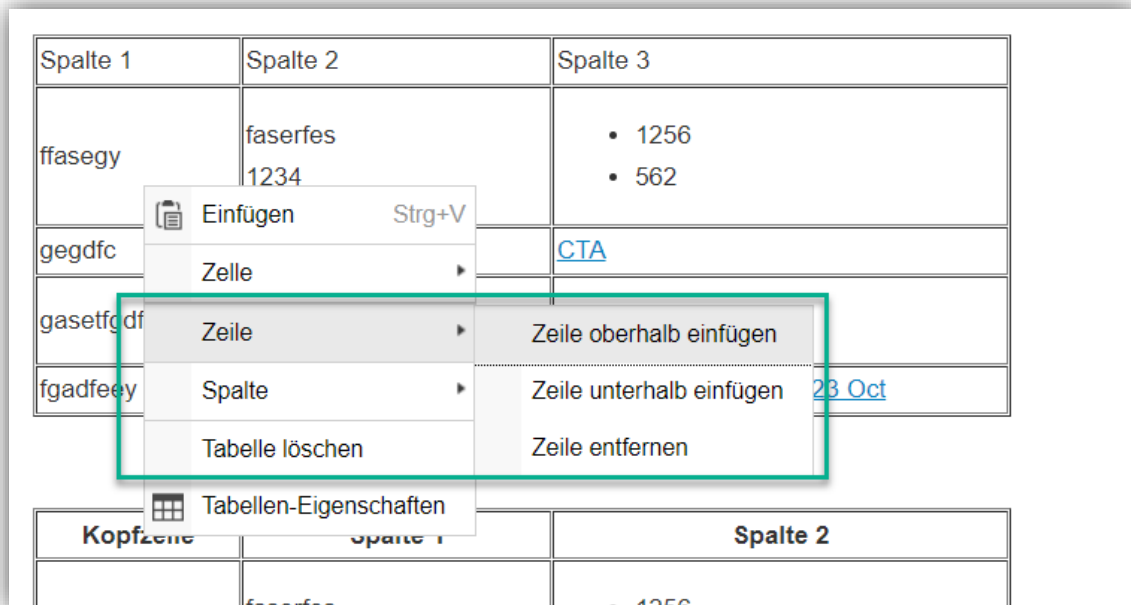 Spalte 1 Spalte 2 Spalte 3
ffasegy
faserfes
1234
• 1256
• 562
Einfügen Strg+V
gegdfc CTA
Zelle
Zeile Zeile oberhalb einfügen
Spalte Zeile unterhalb einfügen
fgadfeey 23 Oct
Tabelle löschen Zeile entfernen
Tabellen-Eigenschaften
Kopfzeile Spalte 1 Spalte 2
faserfes • 1256